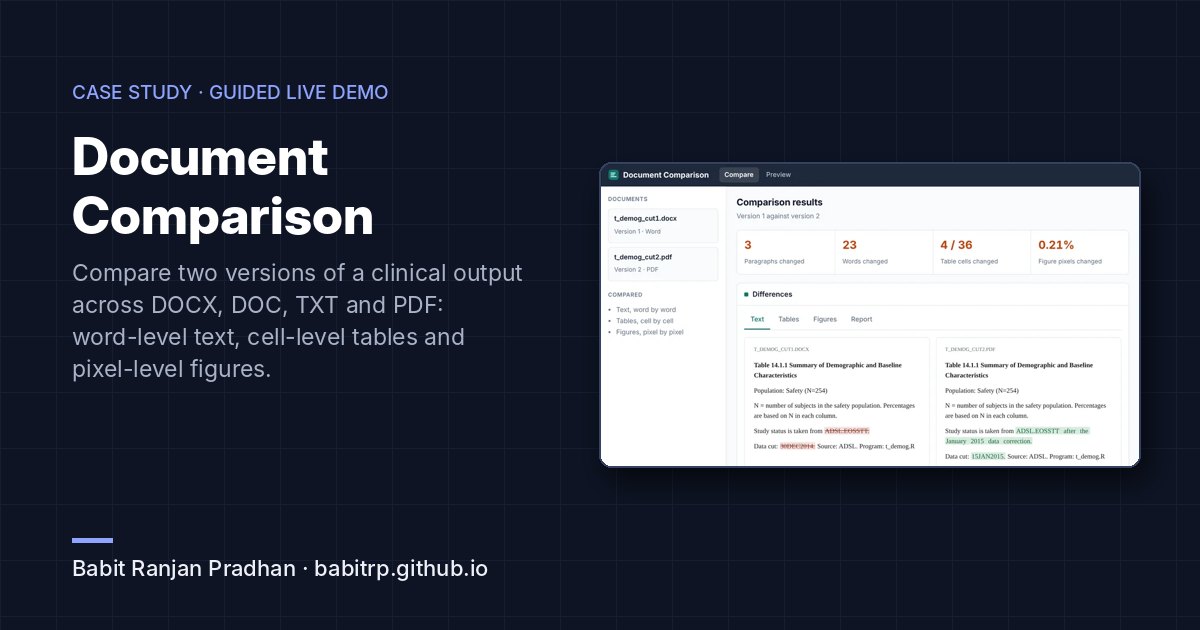 CASE STUDY · GUIDED LIVE DEMO
Document
Comparison
Compare two versions of a clinical output
across DOCX, DOC, TXT and PDF:
word-level text, cell-level tables and
pixel-level figures.
Babit Ranjan Pradhan · babitrp.github.io
Document Comparison
Compare
Preview
DOCUMENTS
t_demog_cut1.docx
Version 1 · Word
t_demog_cut2.pdf
Version 2 · PDF
COMPARED
• Text, word by word
• Tables, cell by cell
• Figures, pixel by pixel
Comparison results
Version 1 against version 2
3
Paragraphs changed
23
Words changed
4 / 36
Table cells changed
0.21%
Figure pixels changed
Differences
Text
Tables
Figures
Report
T_DEMOG_CUT1.DOCX
Table 14.1.1 Summary of Demographic and Baseline
Characteristics
Population: Safety (N=254)
N = number of subjects in the safety population. Percentages
are based on N in each column.
Study status is taken from ADSL.EOSSTT.
Data cut: 30DEC2014. Source: ADSL. Program: t_demog.R
T_DEMOG_CUT2.PDF
Table 14.1.1 Summary of Demographic and Baseline
Characteristics
Population: Safety (N=254)
N = number of subjects in the safety population. Percentages
are based on N in each column.
Study status is taken from ADSL.EOSSTT after the
January 2015 data correction.
Data cut: 15JAN2015. Source: ADSL. Program: t_demog.R